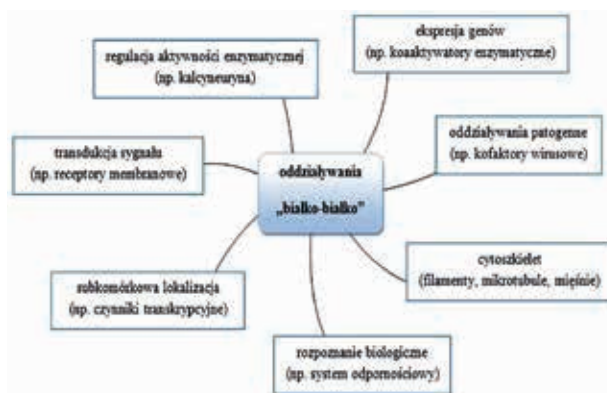 ekspresja genów
(np. koaktywatory enzymatyczne)
regulacja aktywności enzymatycznej
(np. kalcyneuryna)
oddziaływania patogenne
(np. kofaktory wirusowe)
transdukcja sygnału
(np. receptory membranowe)
oddziaływania
„białko-białko”
cytoszkielet
(filamenty, mikrotubule, mięśnie)
subkomórkowa lokalizacja
(np. czynniki transkrypcyjne)
rozpoznanie biologiczne
(np. system odpornościowy)